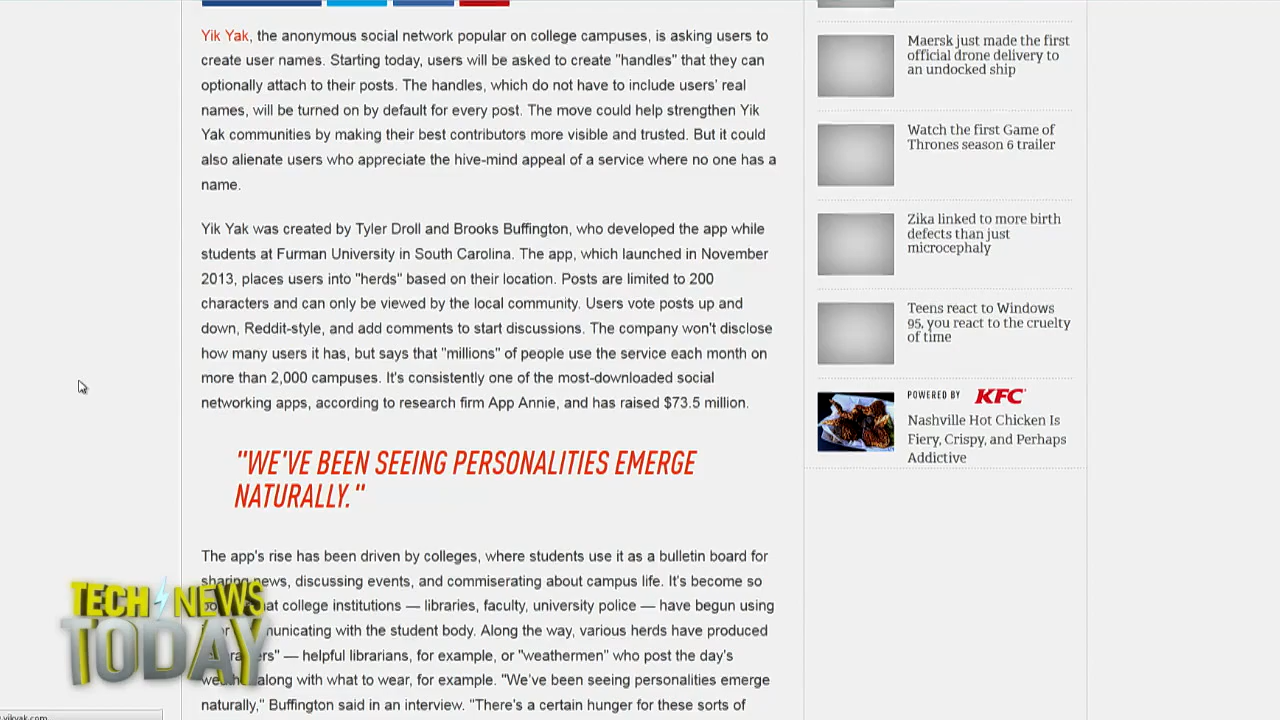 Yik Yak, the anonymous social network popular on college campuses, is asking users to
create user names. Starting today, users will be asked to create "handles" that they can
optionally attach to their posts. The handles, which do not have to include users' real
names, will be turned on by default for every post. The move could help strengthen Yik
Yak communities by making their best contributors more visible and trusted. But it could
also alienate users who appreciate the hive-mind appeal of a service where no one has a
name.
Yik Yak was created by Tyler Droll and Brooks Buffington, who developed the app while
students at Furman University in South Carolina. The app, which launched in November
2013, places users into "herds" based on their location. Posts are limited to 200
characters and can only be viewed by the local community. Users vote posts up and
down, Reddit-style, and add comments to start discussions. The company won't disclose
how many users it has, but says that "millions" of people use the service each month on
more than 2,000 campuses. It's consistently one of the most-downloaded social
networking apps, according to research firm App Annie, and has raised $73.5 million.
"WE'VE BEEN SEEING PERSONALITIES EMERGE
NATURALLY."
The app's rise has been driven by colleges, where students use it as a bulletin board for
sharing news, discussing events, and commiserating about campus life. It's become so
that college institutions — libraries, faculty, university police — have begun using
communicating with the student body. Along the way, various herds have produced
— helpful librarians, for example, or "weathermen" who post the day's
along with what to wear, for example. "We've been seeing personalities emerge
naturally," Buffington said in an interview. "There's a certain hunger for these sorts of
Maersk just made the first
official drone delivery to
an undocked ship
Watch the first Game of
Thrones season 6 trailer
Zika linked to more birth
defects than just
microcephaly
Teens react to Windows
95, you react to the cruelty
of time
POWERED BY KFC
Nashville Hot Chicken Is
Fiery, Crispy, and Perhaps
Addictive
TECH NEWS
TODAY
yikyak.com